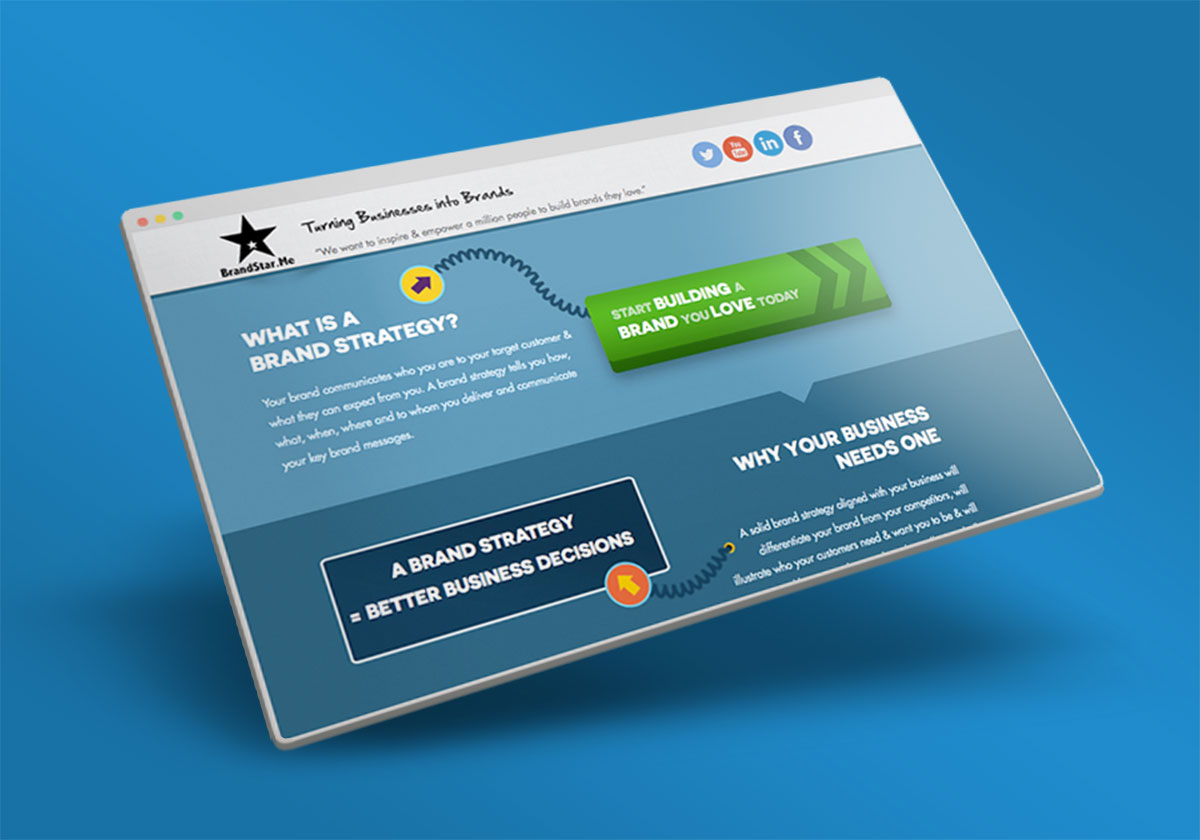 Turning Businesses into Brands
"We want to inspire & empower a million people to build brands they love."
BrandStar.Me
You
Tube
in
f
WHAT IS A
BRAND STRATEGY?
Your brand communicates who you are to your target customer &
what they can expect from you. A brand strategy tells you how,
what, when, where and to whom you deliver and communicate
your key brand messages.
START BUILDING A
BRAND YOU LOVE TODAY
WHY YOUR BUSINESS
NEEDS ONE
A solid brand strategy aligned with your business will
differentiate your brand from your competitors, will
illustrate who your customers need & want you to be & will
A BRAND STRATEGY
= BETTER BUSINESS DECISIONS